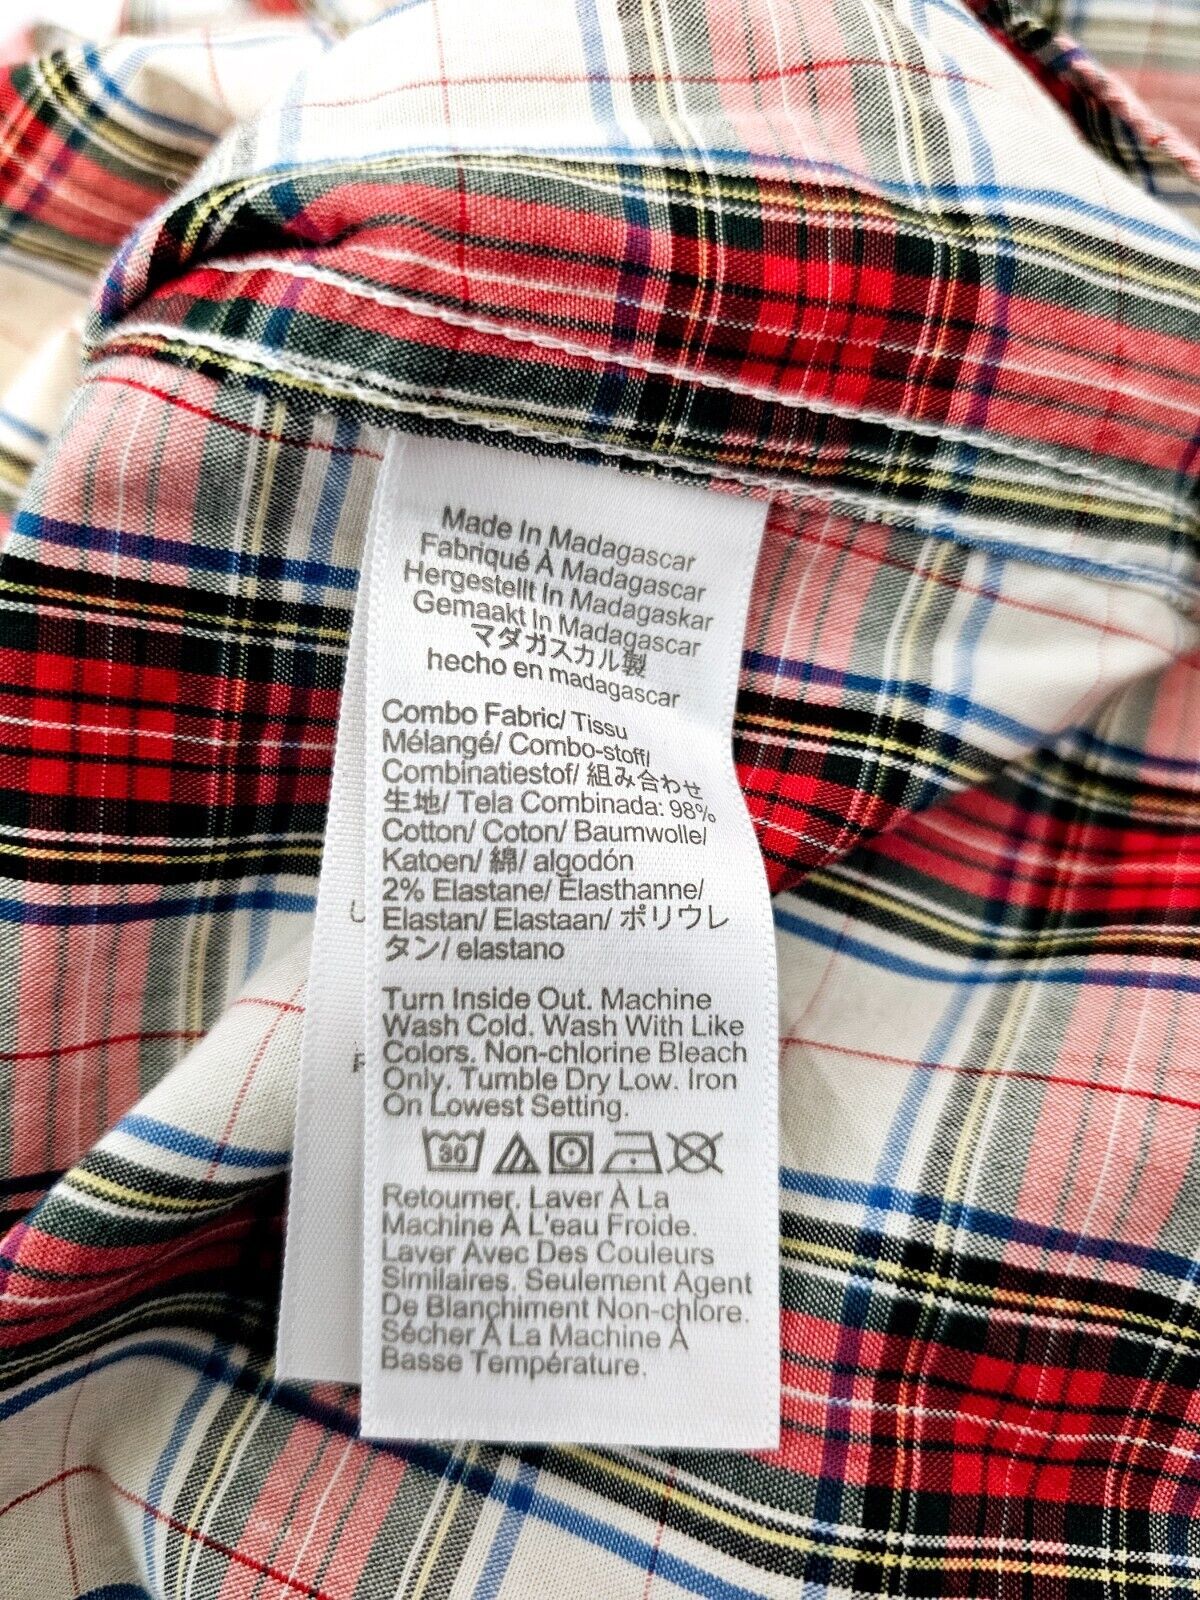 Made In Madagascar
Fabriqué À Madagascar
Hergestellt In Madagaskar
Gemaakt In Madagascar
マダガスカル製
hecho en madagascar
Combo Fabric/ Tissu
Mélangé/ Combo-stoff/
Combinatiestof/ 組み合わせ
生地/ Tela Combinada: 98%
Cotton/ Coton/ Baumwolle/
Katoen/ 綿/ algodón
2% Elastane/ Élasthanne/
Elastan/ Elastaan/ ポリウレ
タン/ elastano
Turn Inside Out. Machine
Wash Cold. Wash With Like
Colors. Non-chlorine Bleach
Only. Tumble Dry Low. Iron
On Lowest Setting.
30
Retourner. Laver À La
Machine À L'eau Froide.
Laver Avec Des Couleurs
Similaires. Seulement Agent
De Blanchiment Non-chlore.
Sécher À La Machine À
Basse Température.